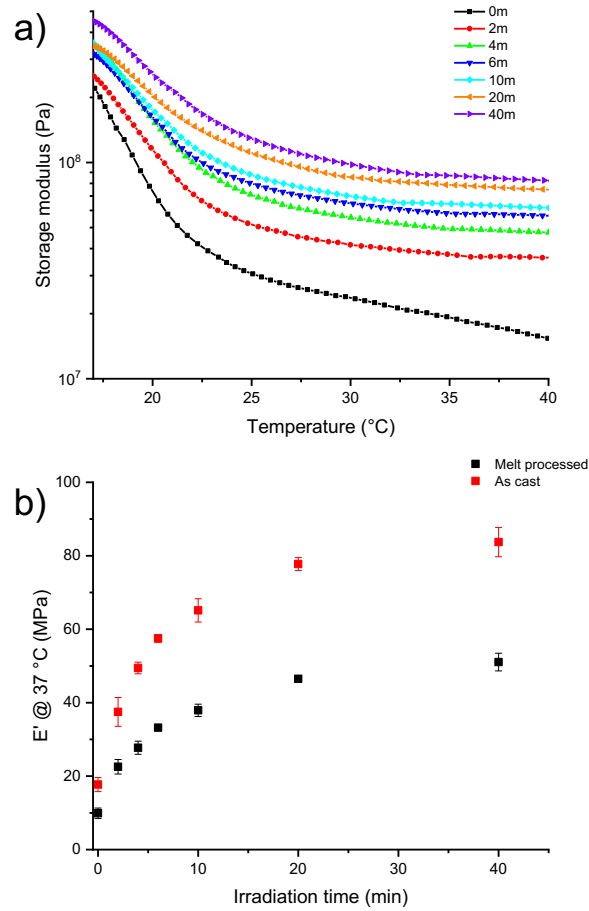 a)
0m
2m
4m
6m
10m
20m
40m
10⁸
10⁷
Storage modulus (Pa)
20 25 30 35 40
Temperature (°C)
b)
Melt processed
As cast
100
80
60
40
20
0
E' @ 37 °C (MPa)
0 10 20 30 40
Irradiation time (min)